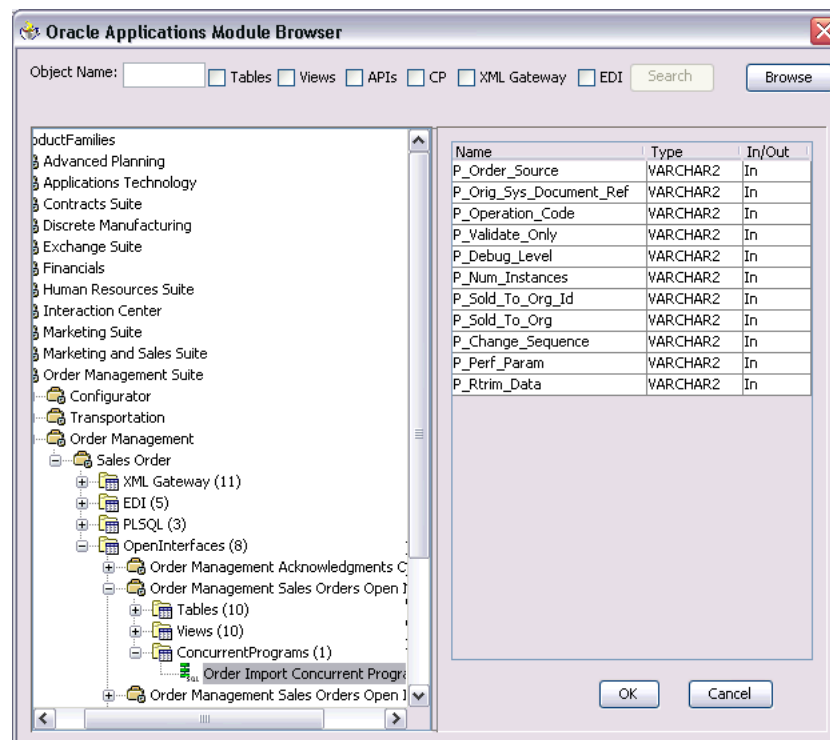 Oracle Applications Module Browser
Object Name: Tables Views APIs CP XML Gateway EDI Search Browse
oductFamilies
Advanced Planning
Applications Technology
Contracts Suite
Discrete Manufacturing
Exchange Suite
Financials
Human Resources Suite
Interaction Center
Marketing Suite
Marketing and Sales Suite
Order Management Suite
Configurator
Transportation
Order Management
Sales Order
XML Gateway (11)
EDI (5)
PLSQL (3)
OpenInterfaces (8)
Order Management Acknowledgments C
Order Management Sales Orders Open I
Tables (10)
Views (10)
ConcurrentPrograms (1)
SQL Order Import Concurrent Progra
Order Management Sales Orders Open I
Name Type In/Out
P_Order_Source VARCHAR2 In
P_Orig_Sys_Document_Ref VARCHAR2 In
P_Operation_Code VARCHAR2 In
P_Validate_Only VARCHAR2 In
P_Debug_Level VARCHAR2 In
P_Num_Instances VARCHAR2 In
P_Sold_To_Org_Id VARCHAR2 In
P_Sold_To_Org VARCHAR2 In
P_Change_Sequence VARCHAR2 In
P_Perf_Param VARCHAR2 In
P_Rtrim_Data VARCHAR2 In
OK Cancel